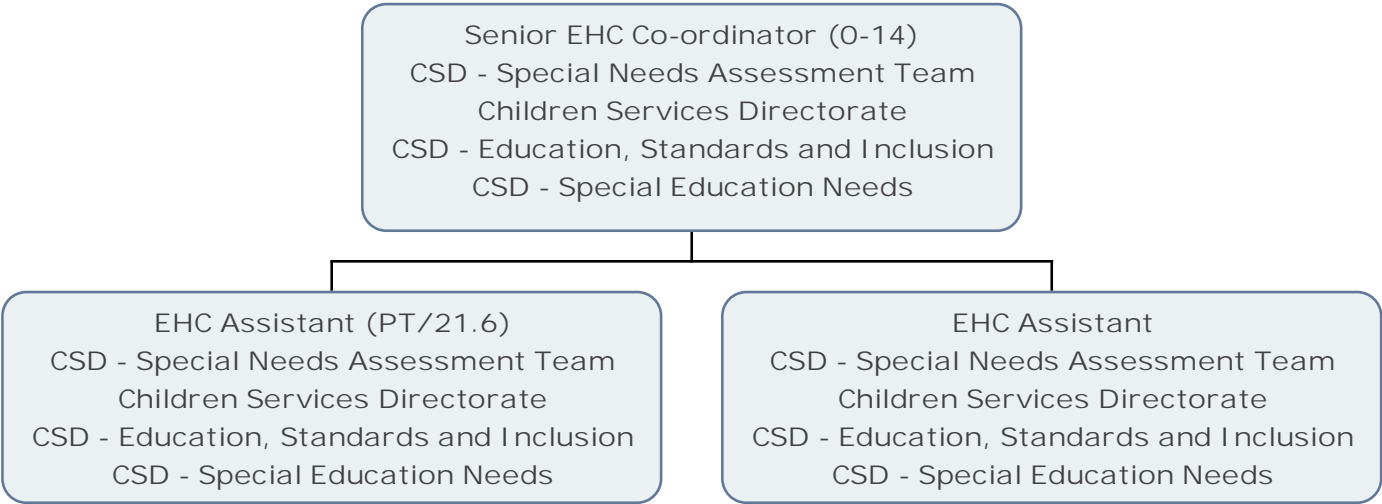 Senior EHC Co-ordinator (0-14)
CSD - Special Needs Assessment Team
Children Services Directorate
CSD - Education, Standards and Inclusion
CSD - Special Education Needs
EHC Assistant (PT/21.6)
CSD - Special Needs Assessment Team
Children Services Directorate
CSD - Education, Standards and Inclusion
CSD - Special Education Needs
EHC Assistant
CSD - Special Needs Assessment Team
Children Services Directorate
CSD - Education, Standards and Inclusion
CSD - Special Education Needs